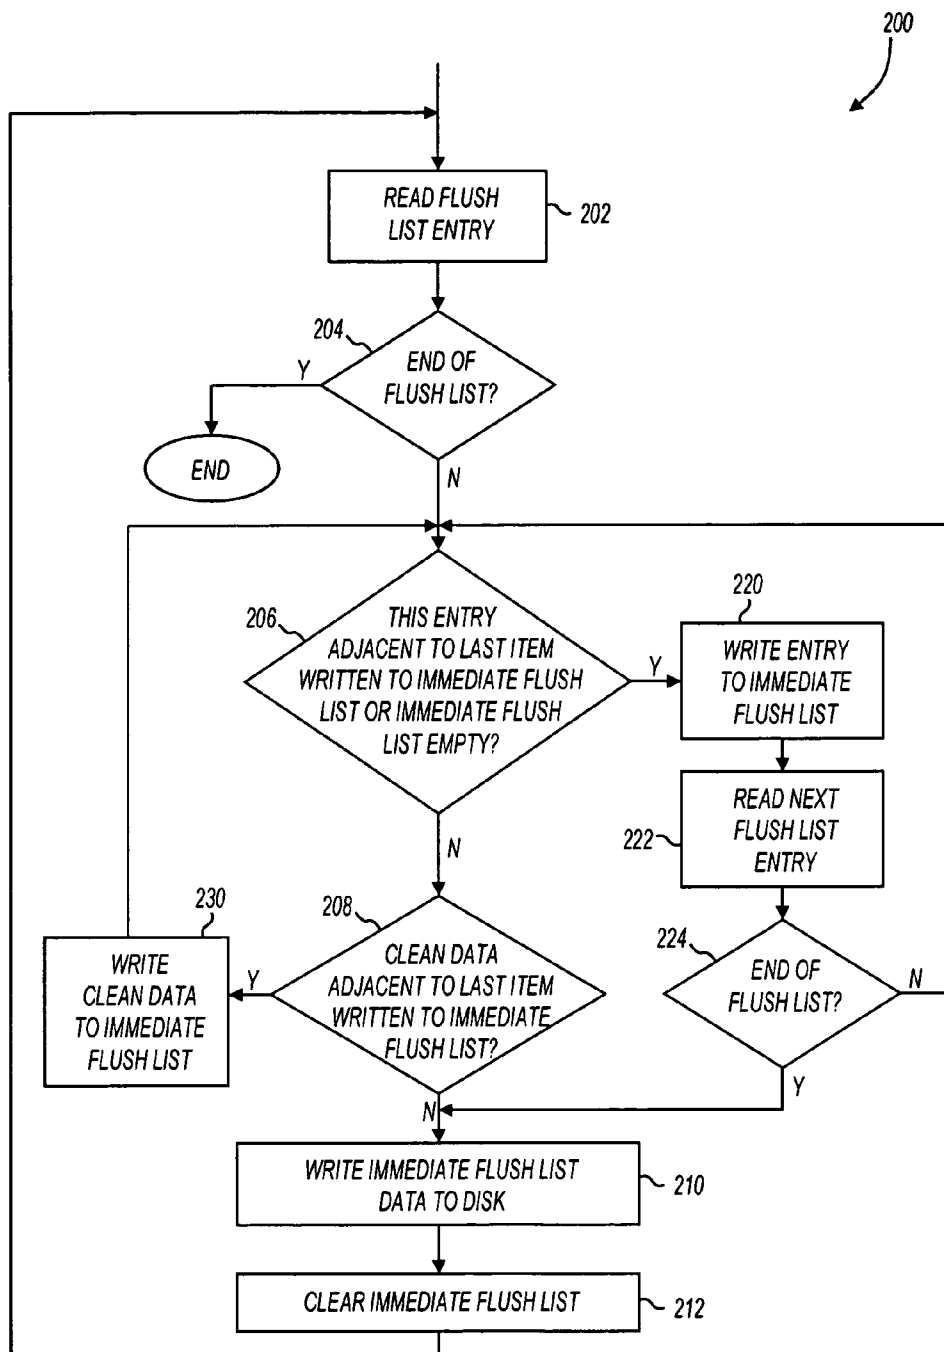 200
READ FLUSH
LIST ENTRY
202
204
END OF
FLUSH LIST?
Y
END
N
206
THIS ENTRY
ADJACENT TO LAST ITEM
WRITTEN TO IMMEDIATE FLUSH
LIST OR IMMEDIATE FLUSH
LIST EMPTY?
Y
220
WRITE ENTRY
TO IMMEDIATE
FLUSH LIST
N
222
READ NEXT
FLUSH LIST
ENTRY
230
WRITE
CLEAN DATA
TO IMMEDIATE
FLUSH LIST
Y
208
CLEAN DATA
ADJACENT TO LAST ITEM
WRITTEN TO IMMEDIATE
FLUSH LIST?
224
END OF
FLUSH LIST?
N
Y
N
WRITE IMMEDIATE FLUSH LIST
DATA TO DISK
210
CLEAR IMMEDIATE FLUSH LIST
212